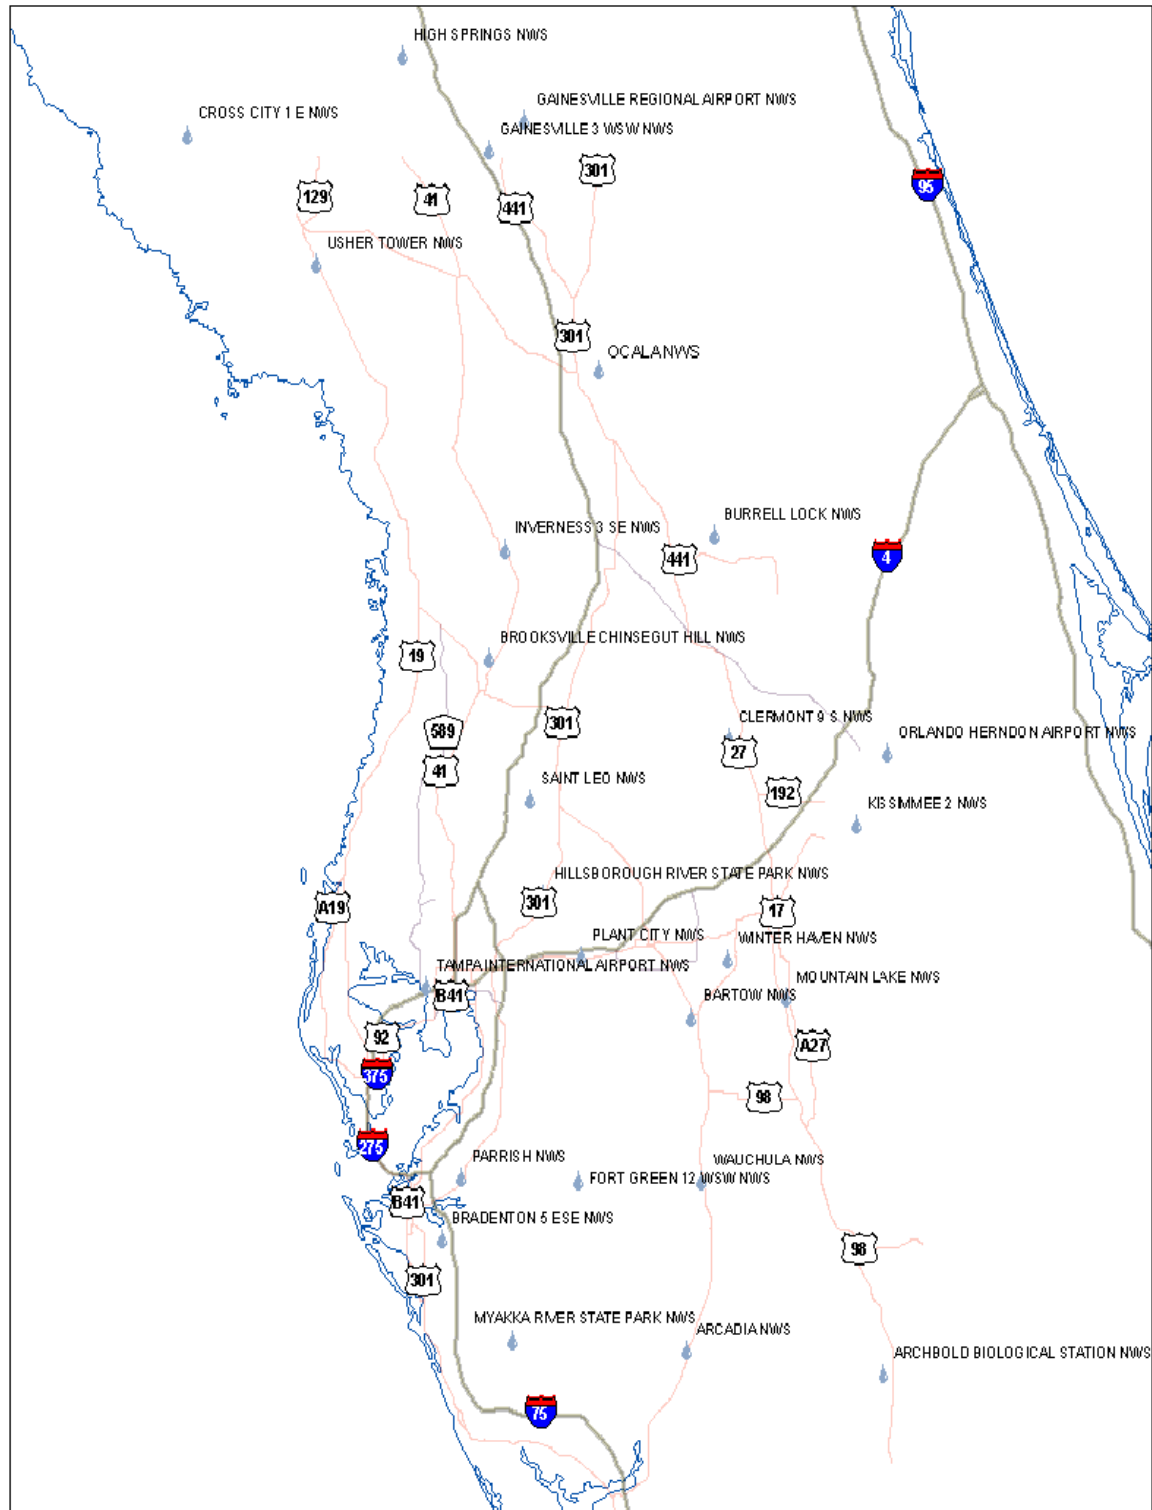 HIGH SPRINGS NWS
GAINESVILLE REGIONAL AIRPORT NWS
CROSS CITY 1 E NWS
GAINESVILLE 3 WSW NWS
301
95
129
41
441
USHER TOWER NWS
301
OCALA NWS
BURRELL LOCK NWS
INVERNESS 3 SE NWS
441
4
BROOKSVILLE CHINSEGUT HILL NWS
19
CLERMONT 9 S NWS
301
589
ORLANDO HERNDON AIRPORT NWS
27
41
SAINT LEO NWS
192
KISSIMMEE 2 NWS
HILLSBOROUGH RIVER STATE PARK NWS
301
A19
17
PLANT CITY NWS
WINTER HAVEN NWS
TAMPA INTERNATIONAL AIRPORT NWS
MOUNTAIN LAKE NWS
B41
BARTOW NWS
92
A27
375
98
275
PARRISH NWS
WAUCHULA NWS
FORT GREEN 12 WSW NWS
B41
BRADENTON 5 ESE NWS
98
301
MYAKKA RIVER STATE PARK NWS
ARCADIA NWS
ARCHBOLD BIOLOGICAL STATION NWS
75